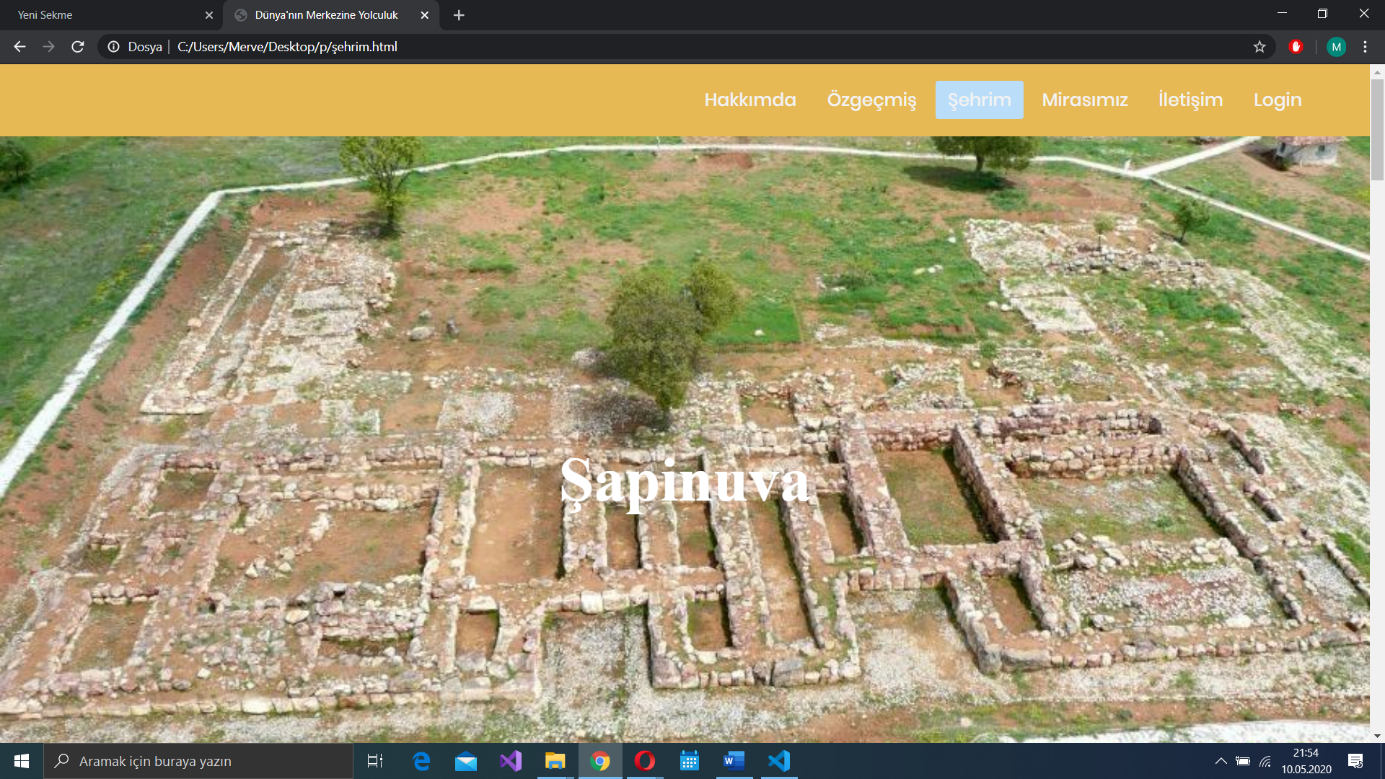 Yeni Sekme
Dünya'nın Merkezine Yolculuk
Dosya | C:/Users/Merve/Desktop/p/şehrim.html
M
Hakkımda Özgeçmiş Şehrim Mirasımız İletişim Login
Şapinuva
Aramak için buraya yazın
21:54
10.05.2020